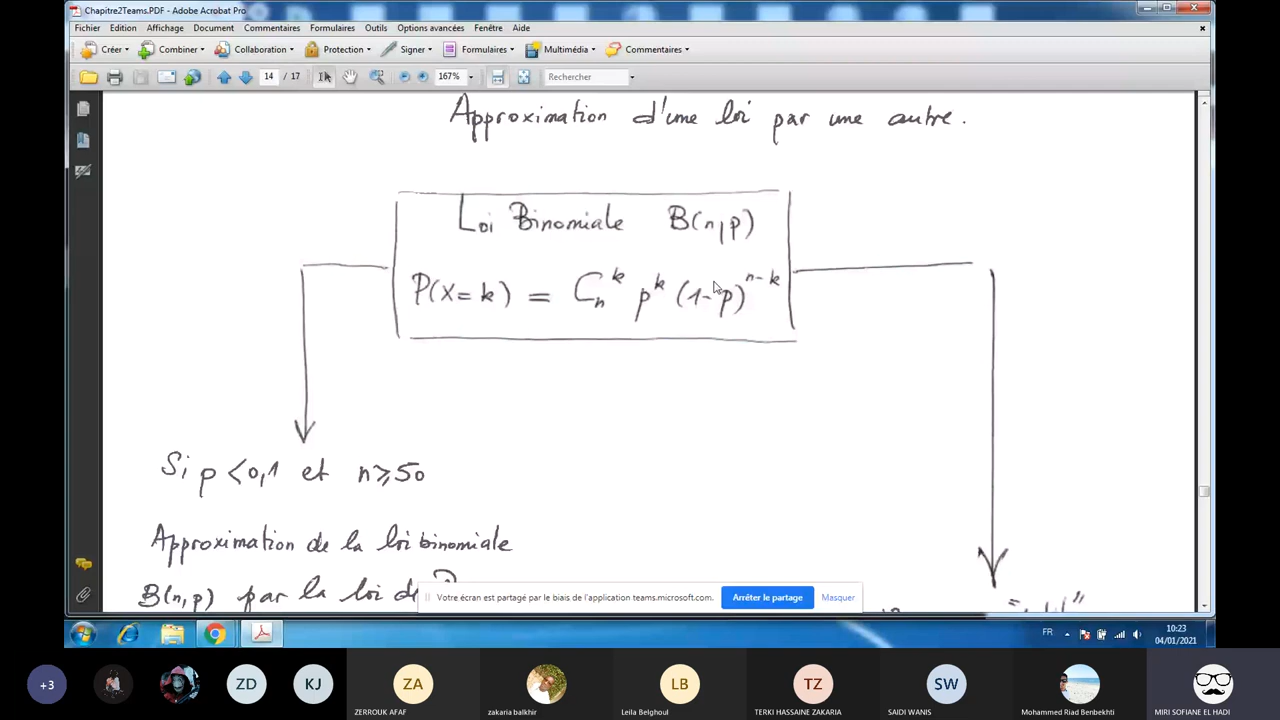 Chapitre2Teams.PDF - Adobe Acrobat Pro
Fichier Edition Affichage Document Commentaires Formulaires Outils Options avancées Fenêtre Aide
Créer Combiner Collaboration Protection Signer Formulaires Multimédia Commentaires
14 / 17 167% Rechercher
Approximation d'une loi par une autre.
Loi Binomiale B(n,p)
P(X=k) = C_n^k p^k (1-p)^{n-k}
Si p <0,1 et n≥50
Approximation de la loi binomiale
B(n,p) par la loi de
Votre écran est partagé par le biais de l'application teams.microsoft.com. Arrêter le partage Masquer
FR 10:23
04/01/2021
+3 ZD KJ ZA LB TZ SW
ZERROUK AFAF zakaria balkhir Leila Belghoul TERKI HASSAINE ZAKARIA SAIDI WANIS Mohammed Riad Benbekhti MIRI SOFIANE EL HADI